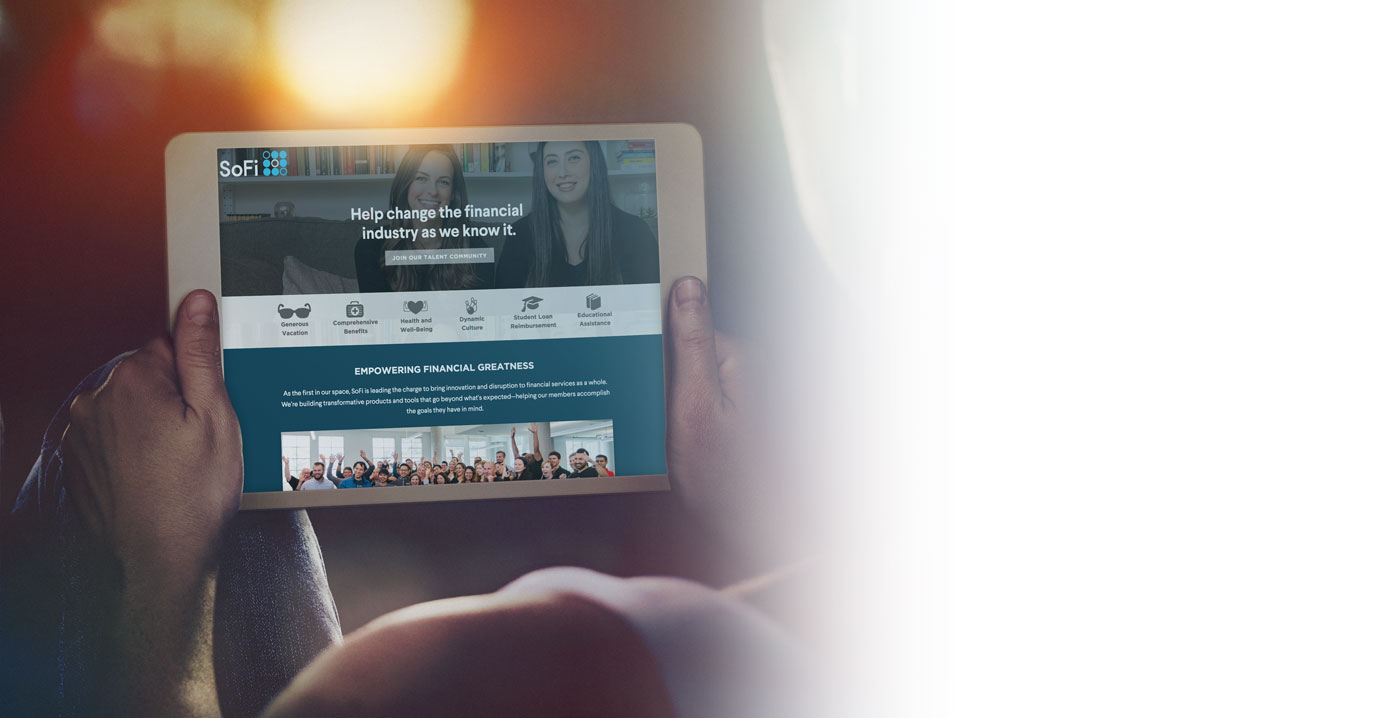 SoFi
Help change the financial
industry as we know it.
JOIN OUR TALENT COMMUNITY
Generous
Vacation
Comprehensive
Benefits
Health and
Well-Being
Dynamic
Culture
Student Loan
Reimbursement
Educational
Assistance
EMPOWERING FINANCIAL GREATNESS
As the first in our space, SoFi is leading the charge to bring innovation and disruption to financial services as a whole.
We're building transformative products and tools that go beyond what's expected—helping our members accomplish
the goals they have in mind.